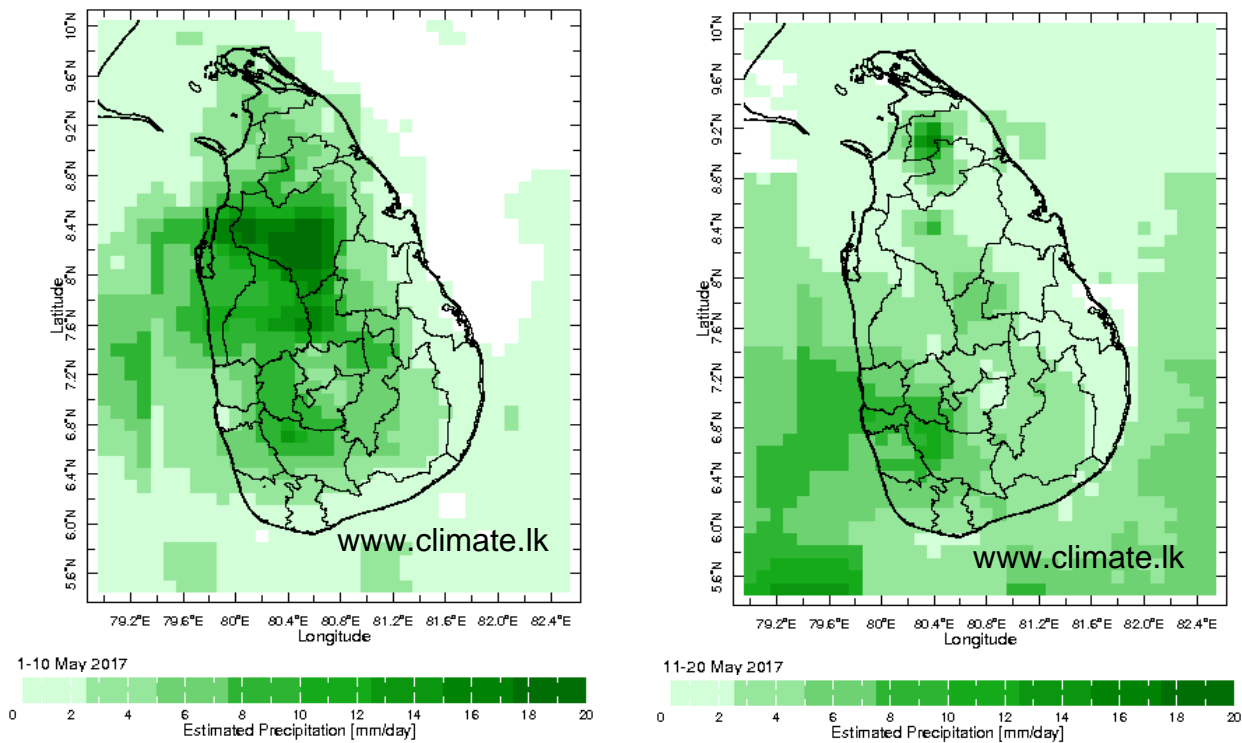 10°N
9.6°N
9.2°N
8.8°N
8.4°N
8°N
7.6°N
7.2°N
6.8°N
6.4°N
6.0°N
5.6°N
Latitude
www.climate.lk
79.2°E 79.6°E 80°E 80.4°E 80.8°E 81.2°E 81.6°E 82.0°E 82.4°E
Longitude
1-10 May 2017
0 2 4 6 8 10 12 14 16 18 20
Estimated Precipitation [mm/day]
10°N
9.6°N
9.2°N
8.8°N
8.4°N
8°N
7.6°N
7.2°N
6.8°N
6.4°N
6.0°N
5.6°N
Latitude
www.climate.lk
79.2°E 79.6°E 80°E 80.4°E 80.8°E 81.2°E 81.6°E 82.0°E 82.4°E
Longitude
11-20 May 2017
0 2 4 6 8 10 12 14 16 18 20
Estimated Precipitation [mm/day]